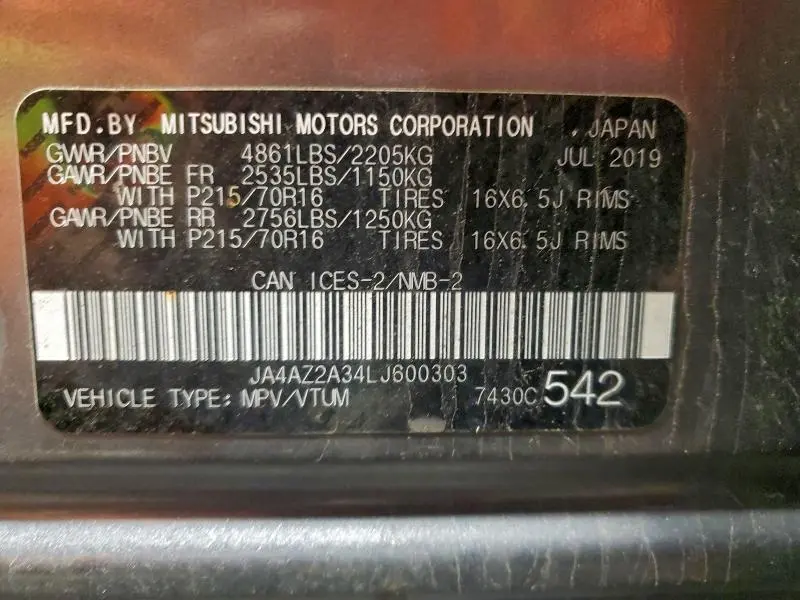 MFD.BY MITSUBISHI MOTORS CORPORATION , JAPAN
GVWR/PNBV 4861LBS/2205KG JUL 2019
GAWR/PNBE FR 2535LBS/1150KG
WITH P215/70R16 TIRES 16X6.5J RIMS
GAWR/PNBE RR 2756LBS/1250KG
WITH P215/70R16 TIRES 16X6.5J RIMS
CAN ICES-2/NMB-2
JA4AZ2A34LJ600303
VEHICLE TYPE: MPV/VTUM 7430C 542